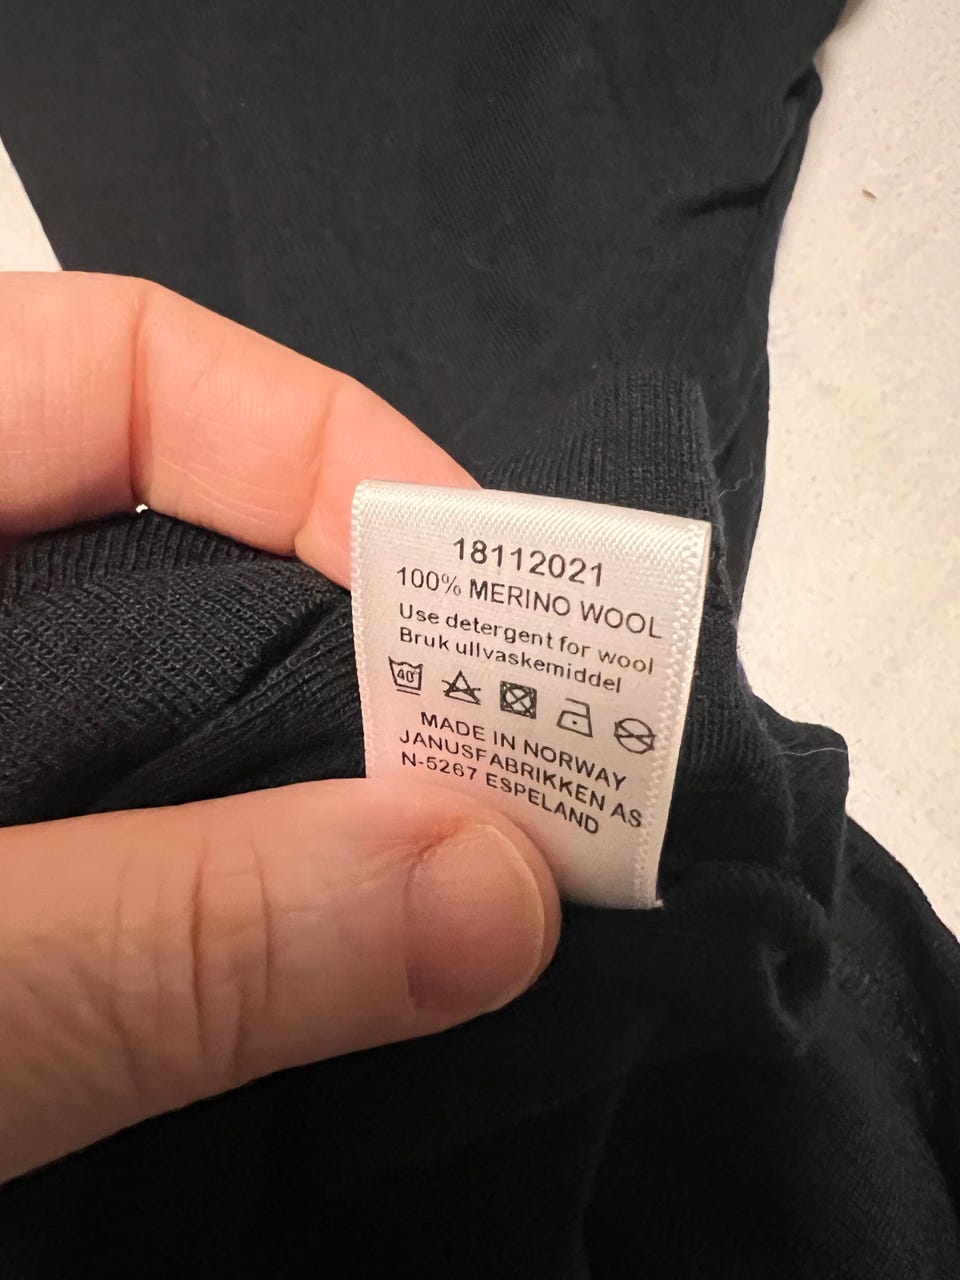 18112021
100% MERINO WOOL
Use detergent for wool
Bruk ullvaskemiddel
40
MADE IN NORWAY
JANUSFABRIKKEN AS
N-5267 ESPELAND